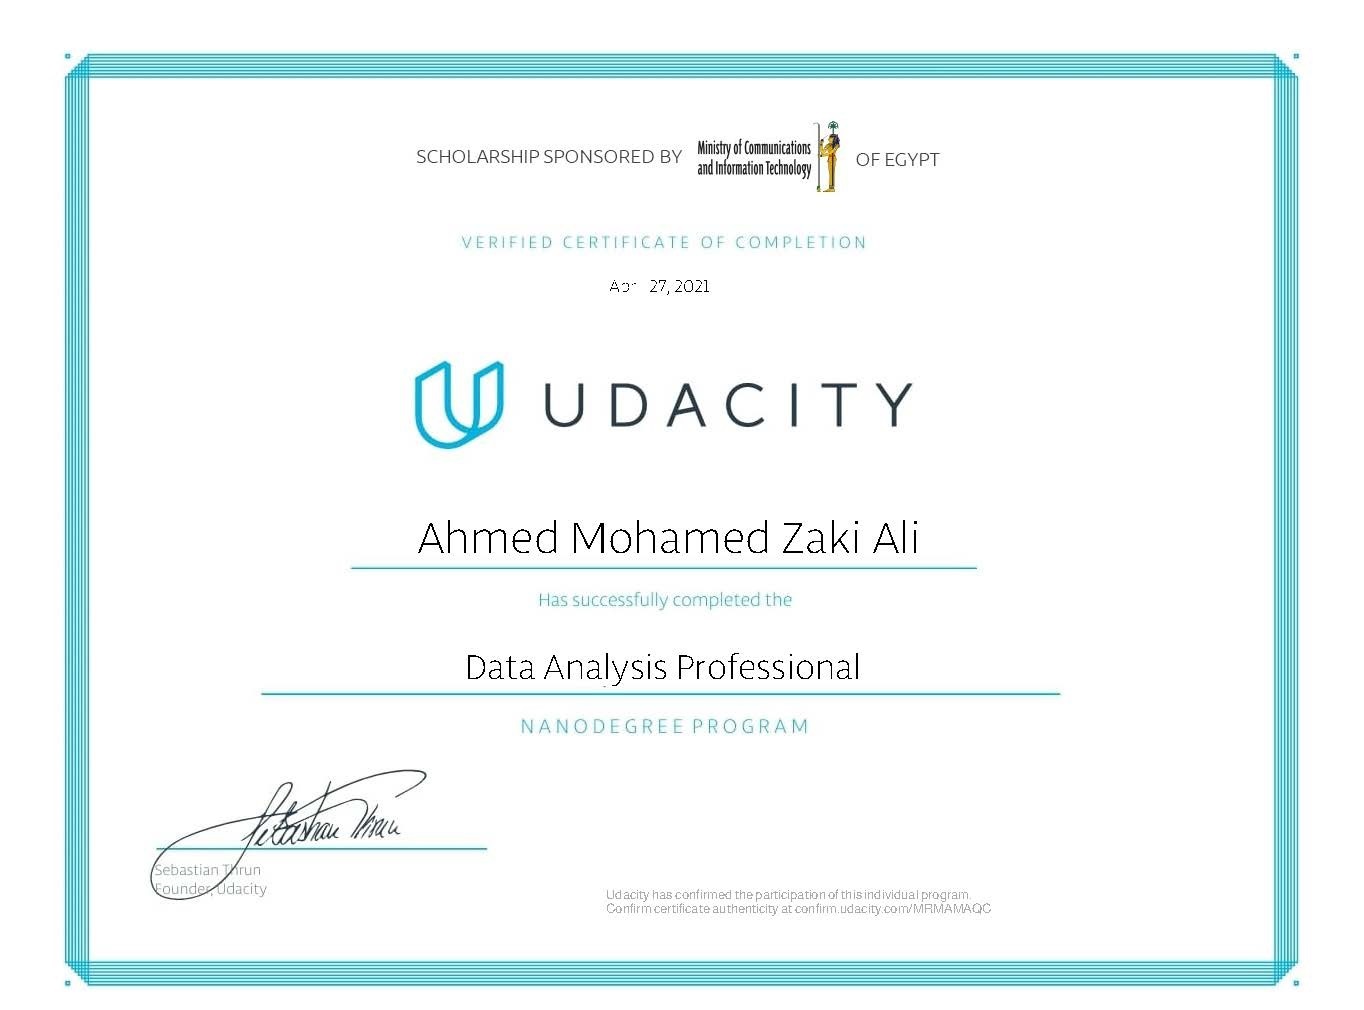 SCHOLARSHIP SPONSORED BY Ministry of Communications and Information Technology OF EGYPT
VERIFIED CERTIFICATE OF COMPLETION
27, 2021
UDACITY
Ahmed Mohamed Zaki Ali
Has successfully completed the
Data Analysis Professional
NANODEGREE PROGRAM
Sebastian Thrun
Sebastian Thrun
Founder, Udacity
Udacity has confirmed the participation of this individual program.
Confirm certificate authenticity at confirm.udacity.com/MRMAMAQC